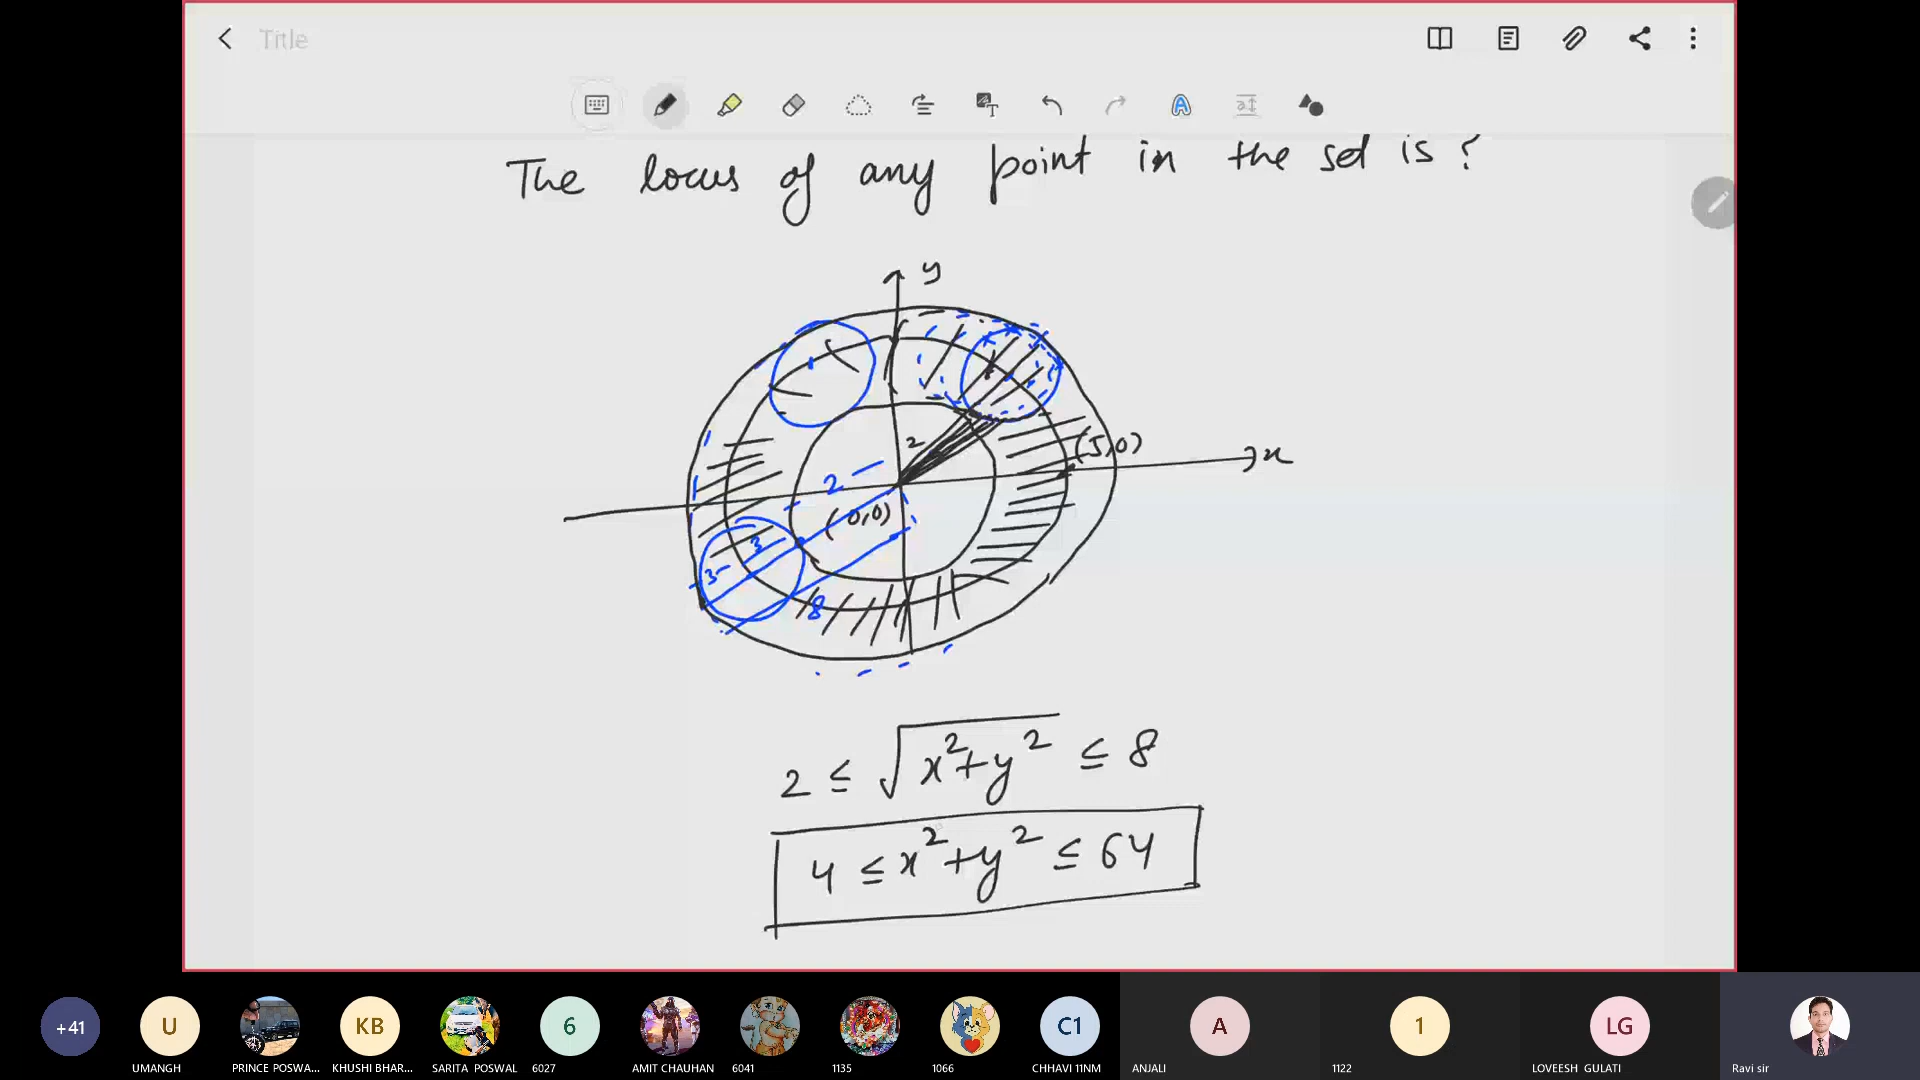 Title
The locus of any point in the set is ?
y
2
(5,0)
x
2
(0,0)
3
3
8
2 ≤ √x²+y² ≤ 8
4 ≤ x²+y² ≤ 64
+41
U
KB
6
C1
A
1
LG
UMANGH
PRINCE POSWA...
KHUSHI BHAR...
SARITA POSWAL
6027
AMIT CHAUHAN
6041
1135
1066
CHHAVI 11NM
ANJALI
1122
LOVEESH GULATI
Ravi sir